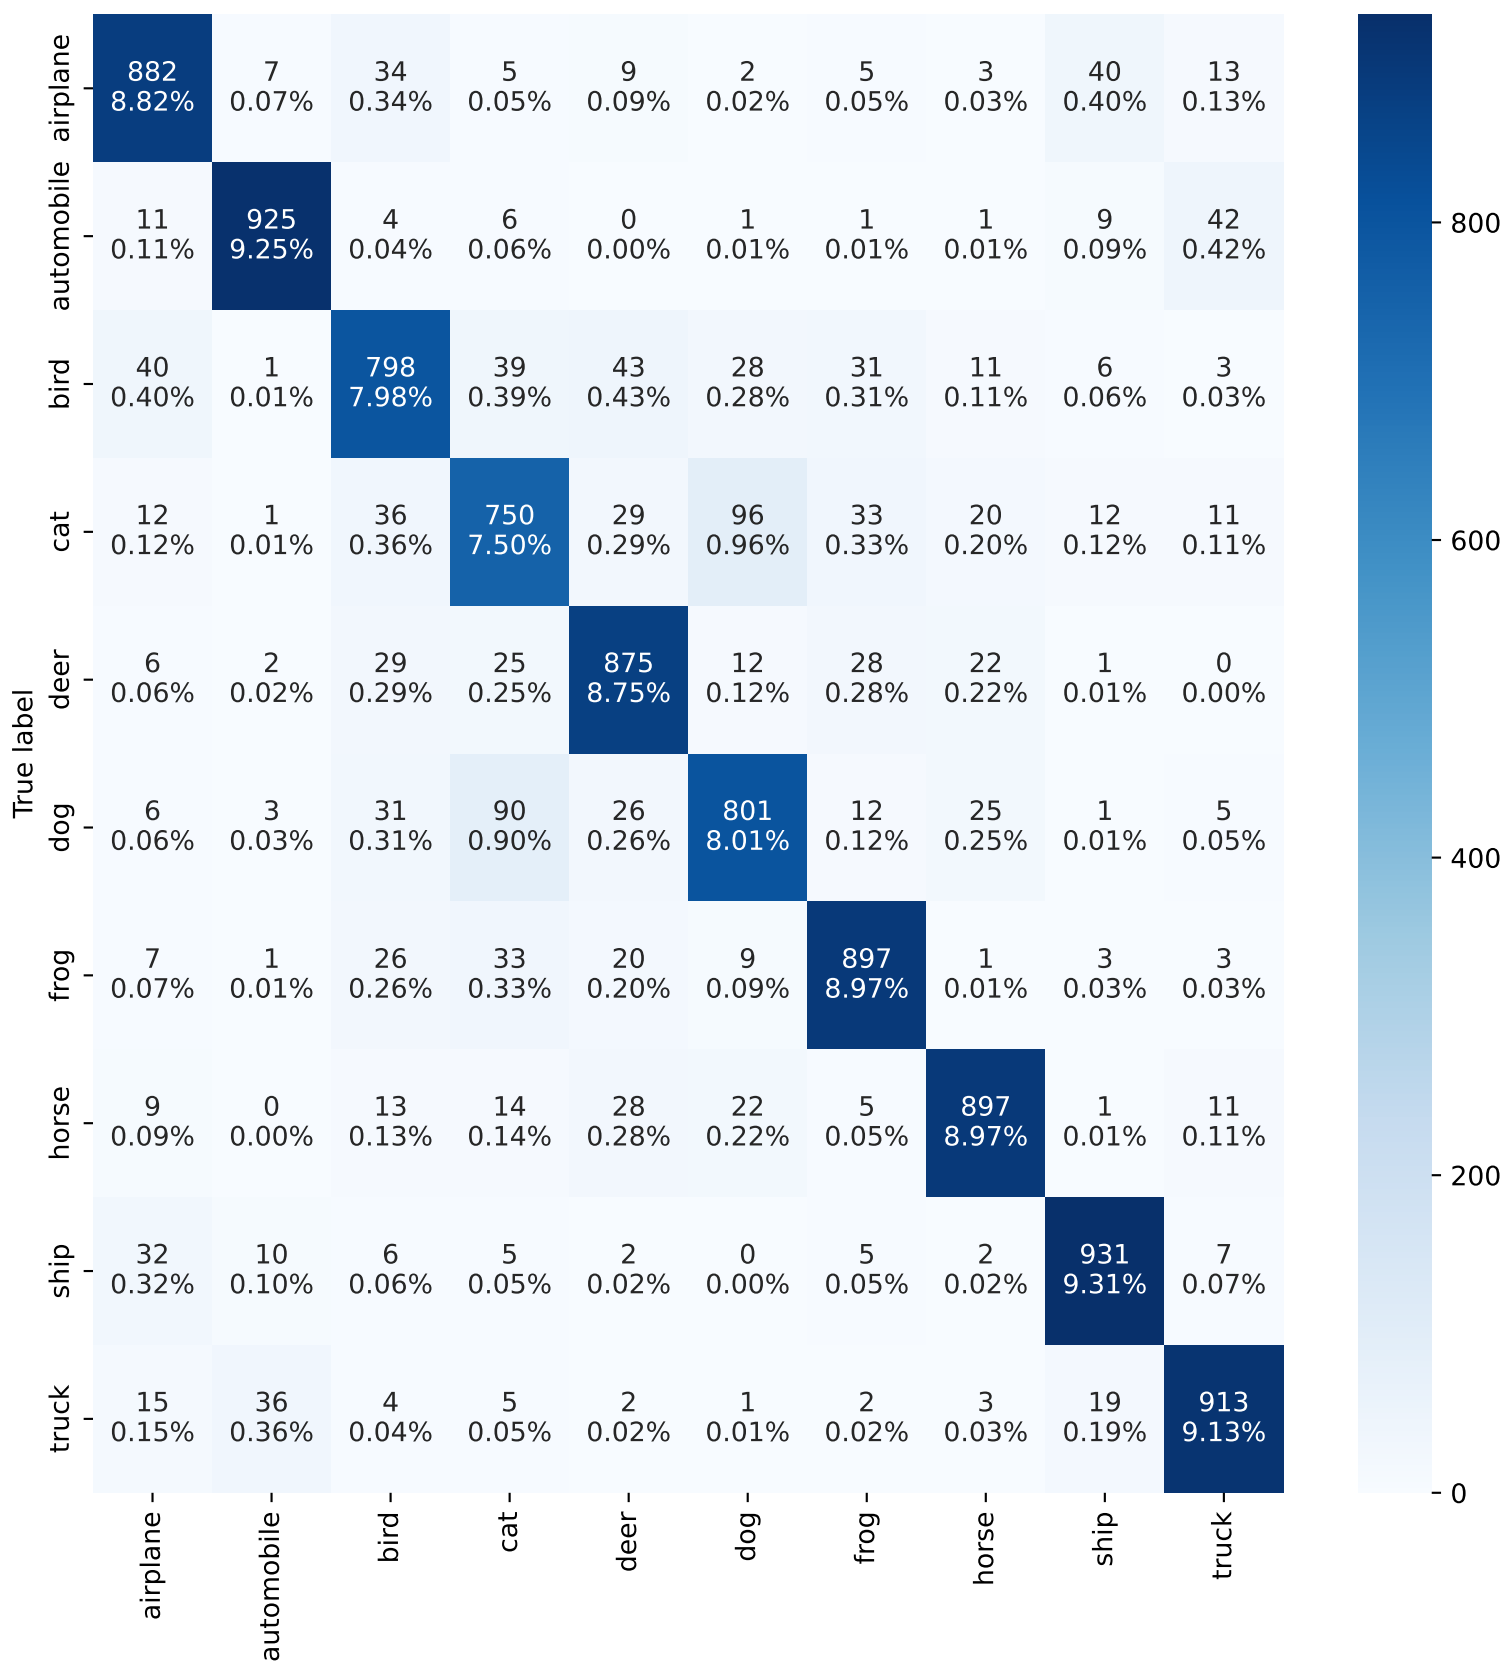 882 7 34 5 9 2 5 3 40 13
8.82% 0.07% 0.34% 0.05% 0.09% 0.02% 0.05% 0.03% 0.40% 0.13%
airplane
11 925 4 6 0 1 1 1 9 42
0.11% 9.25% 0.04% 0.06% 0.00% 0.01% 0.01% 0.01% 0.09% 0.42%
automobile
40 1 798 39 43 28 31 11 6 3
0.40% 0.01% 7.98% 0.39% 0.43% 0.28% 0.31% 0.11% 0.06% 0.03%
bird
12 1 36 750 29 96 33 20 12 11
0.12% 0.01% 0.36% 7.50% 0.29% 0.96% 0.33% 0.20% 0.12% 0.11%
cat
6 2 29 25 875 12 28 22 1 0
0.06% 0.02% 0.29% 0.25% 8.75% 0.12% 0.28% 0.22% 0.01% 0.00%
deer
True label
6 3 31 90 26 801 12 25 1 5
0.06% 0.03% 0.31% 0.90% 0.26% 8.01% 0.12% 0.25% 0.01% 0.05%
dog
7 1 26 33 20 9 897 1 3 3
0.07% 0.01% 0.26% 0.33% 0.20% 0.09% 8.97% 0.01% 0.03% 0.03%
frog
9 0 13 14 28 22 5 897 1 11
0.09% 0.00% 0.13% 0.14% 0.28% 0.22% 0.05% 8.97% 0.01% 0.11%
horse
32 10 6 5 2 0 5 2 931 7
0.32% 0.10% 0.06% 0.05% 0.02% 0.00% 0.05% 0.02% 9.31% 0.07%
ship
15 36 4 5 2 1 2 3 19 913
0.15% 0.36% 0.04% 0.05% 0.02% 0.01% 0.02% 0.03% 0.19% 9.13%
truck
airplane
automobile
bird
cat
deer
dog
frog
horse
ship
truck
800
600
400
200
0